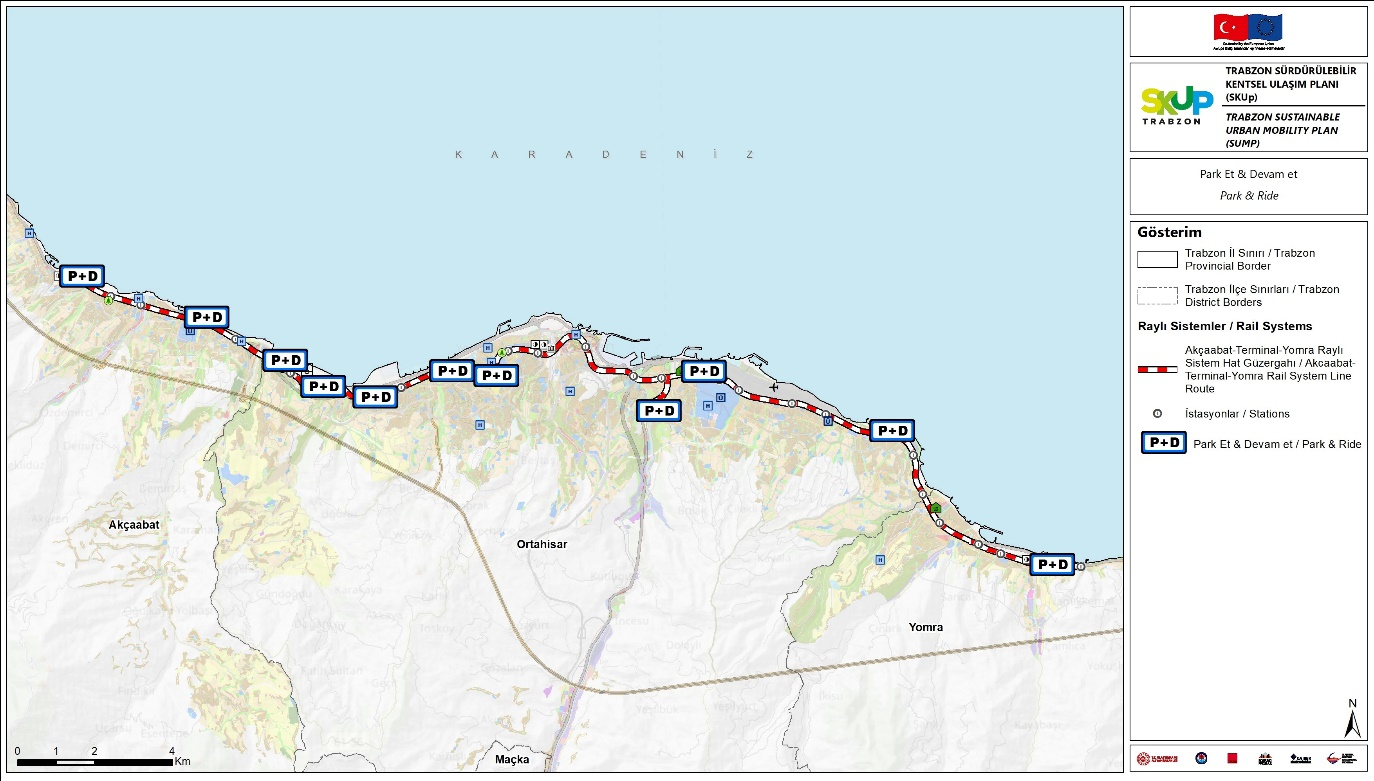 K A R A D E N İ Z
P+D
P+D
P+D
P+D
P+D
P+D
P+D
P+D
P+D
P+D
P+D
Akçaabat
Ortahisar
Yomra
Maçka
0 1 2 4
Km
SKUP
TRABZON
TRABZON SÜRDÜRÜLEBİLİR
KENTSEL ULAŞIM PLANI
(SKUp)
TRABZON SUSTAINABLE
URBAN MOBILITY PLAN
(SUMP)
Park Et & Devam et
Park & Ride
Gösterim
Trabzon İl Sınırı / Trabzon
Provincial Border
Trabzon İlçe Sınırları / Trabzon
District Borders
Raylı Sistemler / Rail Systems
Akçaabat-Terminal-Yomra Raylı
Sistem Hat Güzergahı / Akcaabat-
Terminal-Yomra Rail System Line
Route
İstasyonlar / Stations
P+D Park Et & Devam et / Park & Ride
N